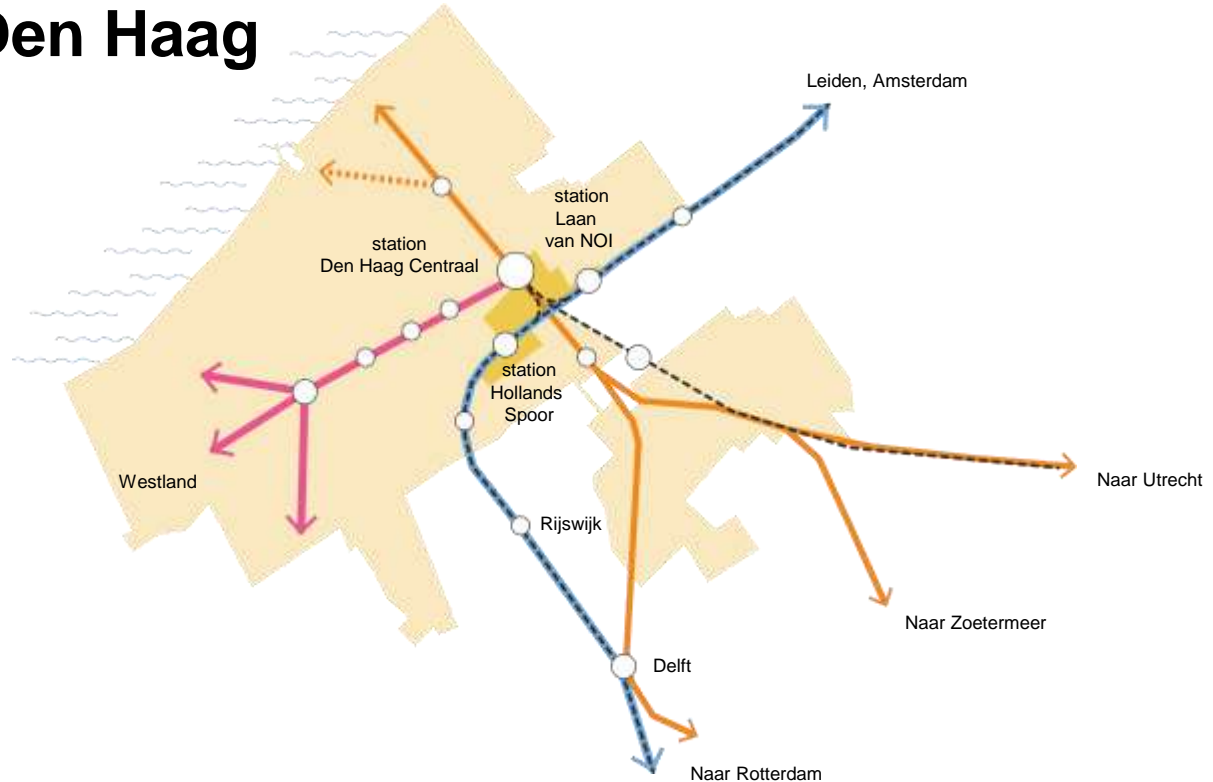 Den Haag
Leiden, Amsterdam
station
Laan
van NOI
station
Den Haag Centraal
station
Hollands
Spoor
Westland
Naar Utrecht
Rijswijk
Naar Zoetermeer
Delft
Naar Rotterdam